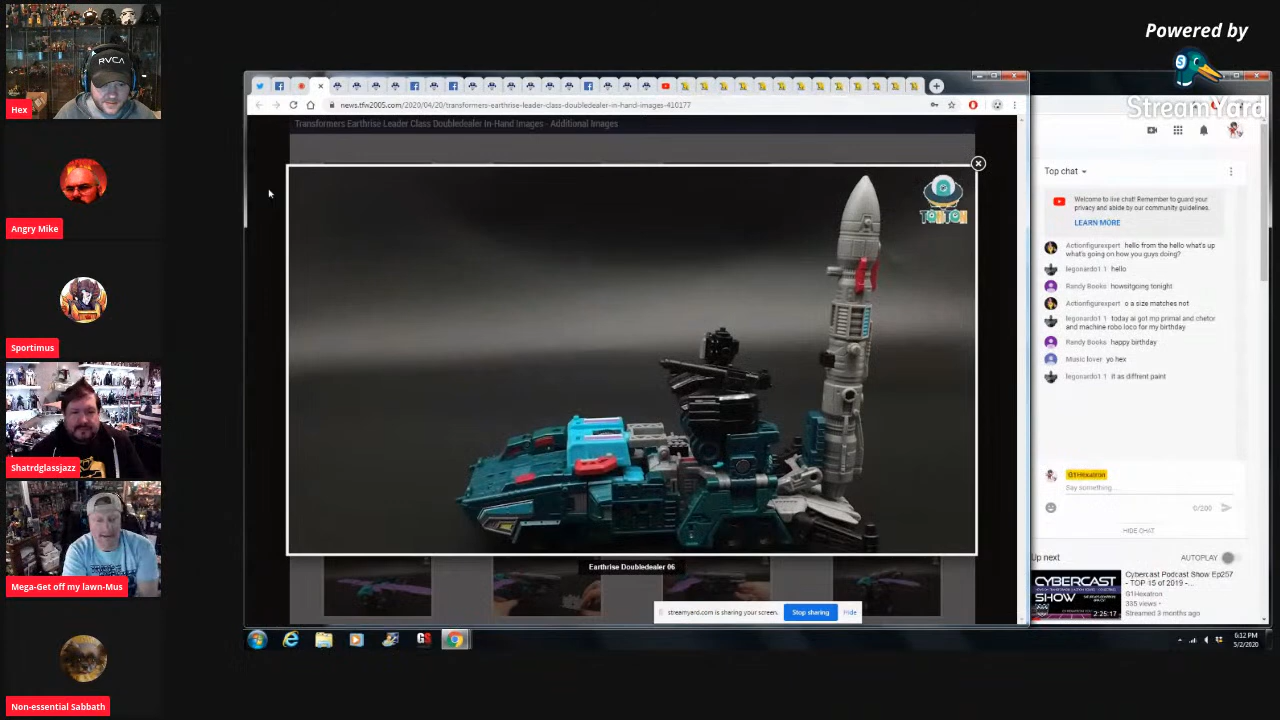 Powered by
StreamYard
RVCA
Hex
Angry Mike
Sportimus
Shatrdglassjazz
Mega-Get off my lawn-Mus
Non-essential Sabbath
news.tfw2005.com/2020/04/20/transformers-earthrise-leader-class-doubledealer-in-hand-images-410177
Transformers Earthrise Leader Class Doubledealer In-Hand Images - Additional Images
TONTON
Earthrise Doubledealer 06
streamyard.com is sharing your screen.
Stop sharing
Hide
Top chat
Welcome to live chat! Remember to guard your
privacy and abide by our community guidelines.
LEARN MORE
Actionfigurexpert hello from the hello what's up
what's going on how you guys doing?
legonardo1 1 hello
Randy Books howsitgoing tonight
Actionfigurexpert o a size matches not
legonardo1 1 today ai got mp primal and chetor
and machine robo loco for my birthday
Randy Books happy birthday
Music lover yo hex
legonardo1 1 it as diffrent paint
G1Hexatron
Say something...
0/200
HIDE CHAT
Up next
AUTOPLAY
CYBERCAST
SHOW
2:25:17
Cybercast Podcast Show Ep257
- TOP 15 of 2019 -...
G1Hexatron
335 views •
Streamed 3 months ago
6:12 PM
5/2/2020